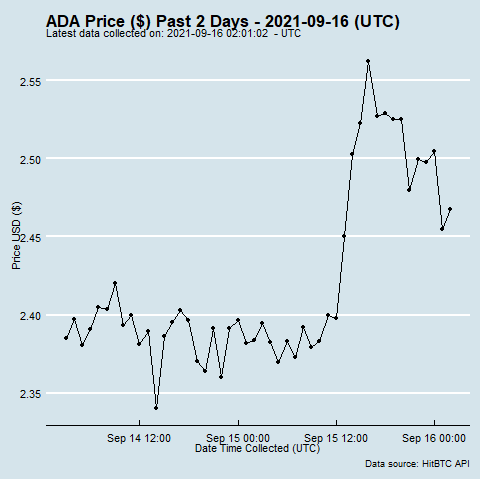 ADA Price ($) Past 2 Days - 2021-09-16 (UTC)
Latest data collected on: 2021-09-16 02:01:02  - UTC
Price USD ($)
2.55
2.50
2.45
2.40
2.35
Sep 14 12:00
Sep 15 00:00
Sep 15 12:00
Sep 16 00:00
Date Time Collected (UTC)
Data source: HitBTC API